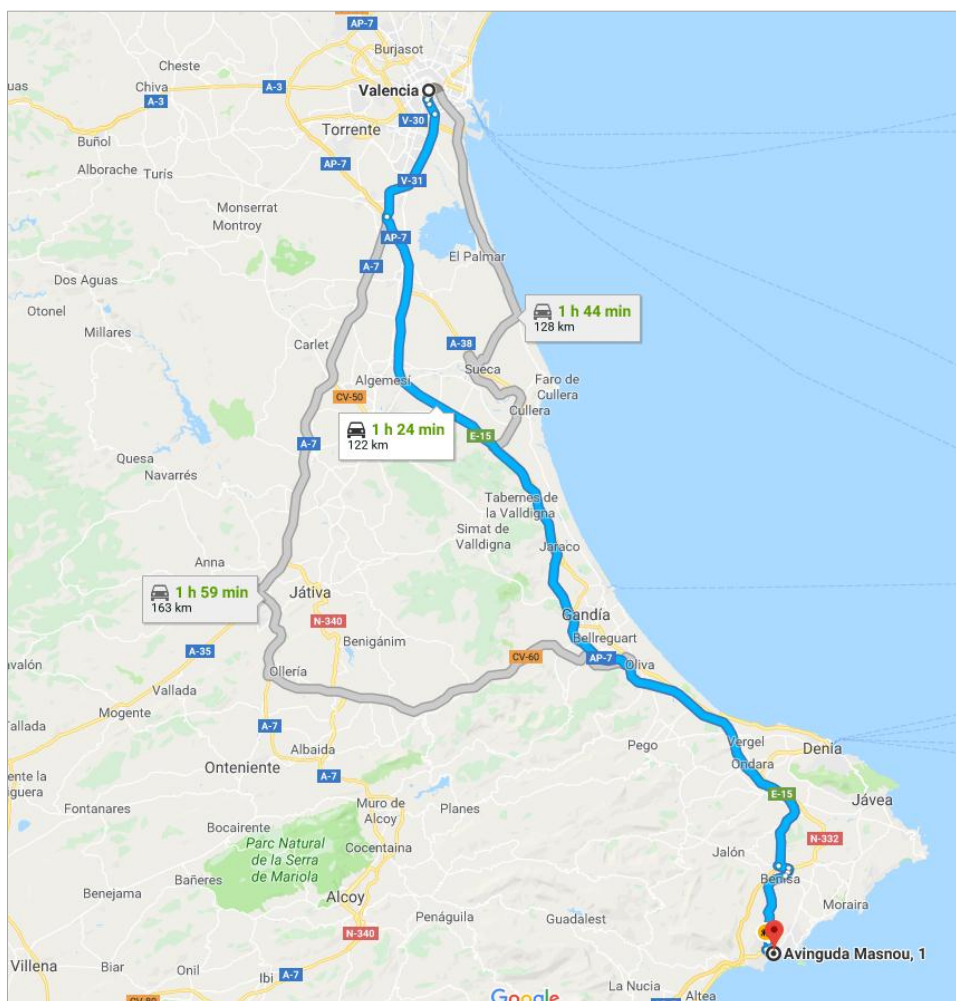 AP-7
Burjasot
Cheste
Chiva
A-3
A-3
Valencia
V-30
Torrente
Buñol
AP-7
Alborache
Turís
V-31
Monserrat
Montroy
AP-7
El Palmar
A-7
Dos Aguas
Otonel
1 h 44 min
128 km
Millares
Carlet
A-38
Sueca
Algemesí
Faro de
Cullera
CV-50
Cullera
1 h 24 min
122 km
E-15
A-7
Quesa
Navarrés
Tabernes de
la Valldigna
Simat de
Valldigna
Jaraco
Anna
1 h 59 min
163 km
Játiva
Gandía
N-340
Bellreguart
Benigánim
A-35
CV-60
AP-7
Oliva
Ollería
Vallada
Mogente
A-7
Pego
Vergel
Denia
Albaida
Ondara
Onteniente
A-7
E-15
Jávea
Fontanares
Muro de
Alcoy
Planes
Bocairente
N-332
Parc Natural
de la Serra
de Mariola
Cocentaina
Jalón
Bañeres
Benisa
Benejama
Alcoy
Moraira
Penáguila
Guadalest
N-340
Avinguda Masnou, 1
Villena
Biar
Onil
Ibi
A-7
La Nucia
Altea
CV-80
Google